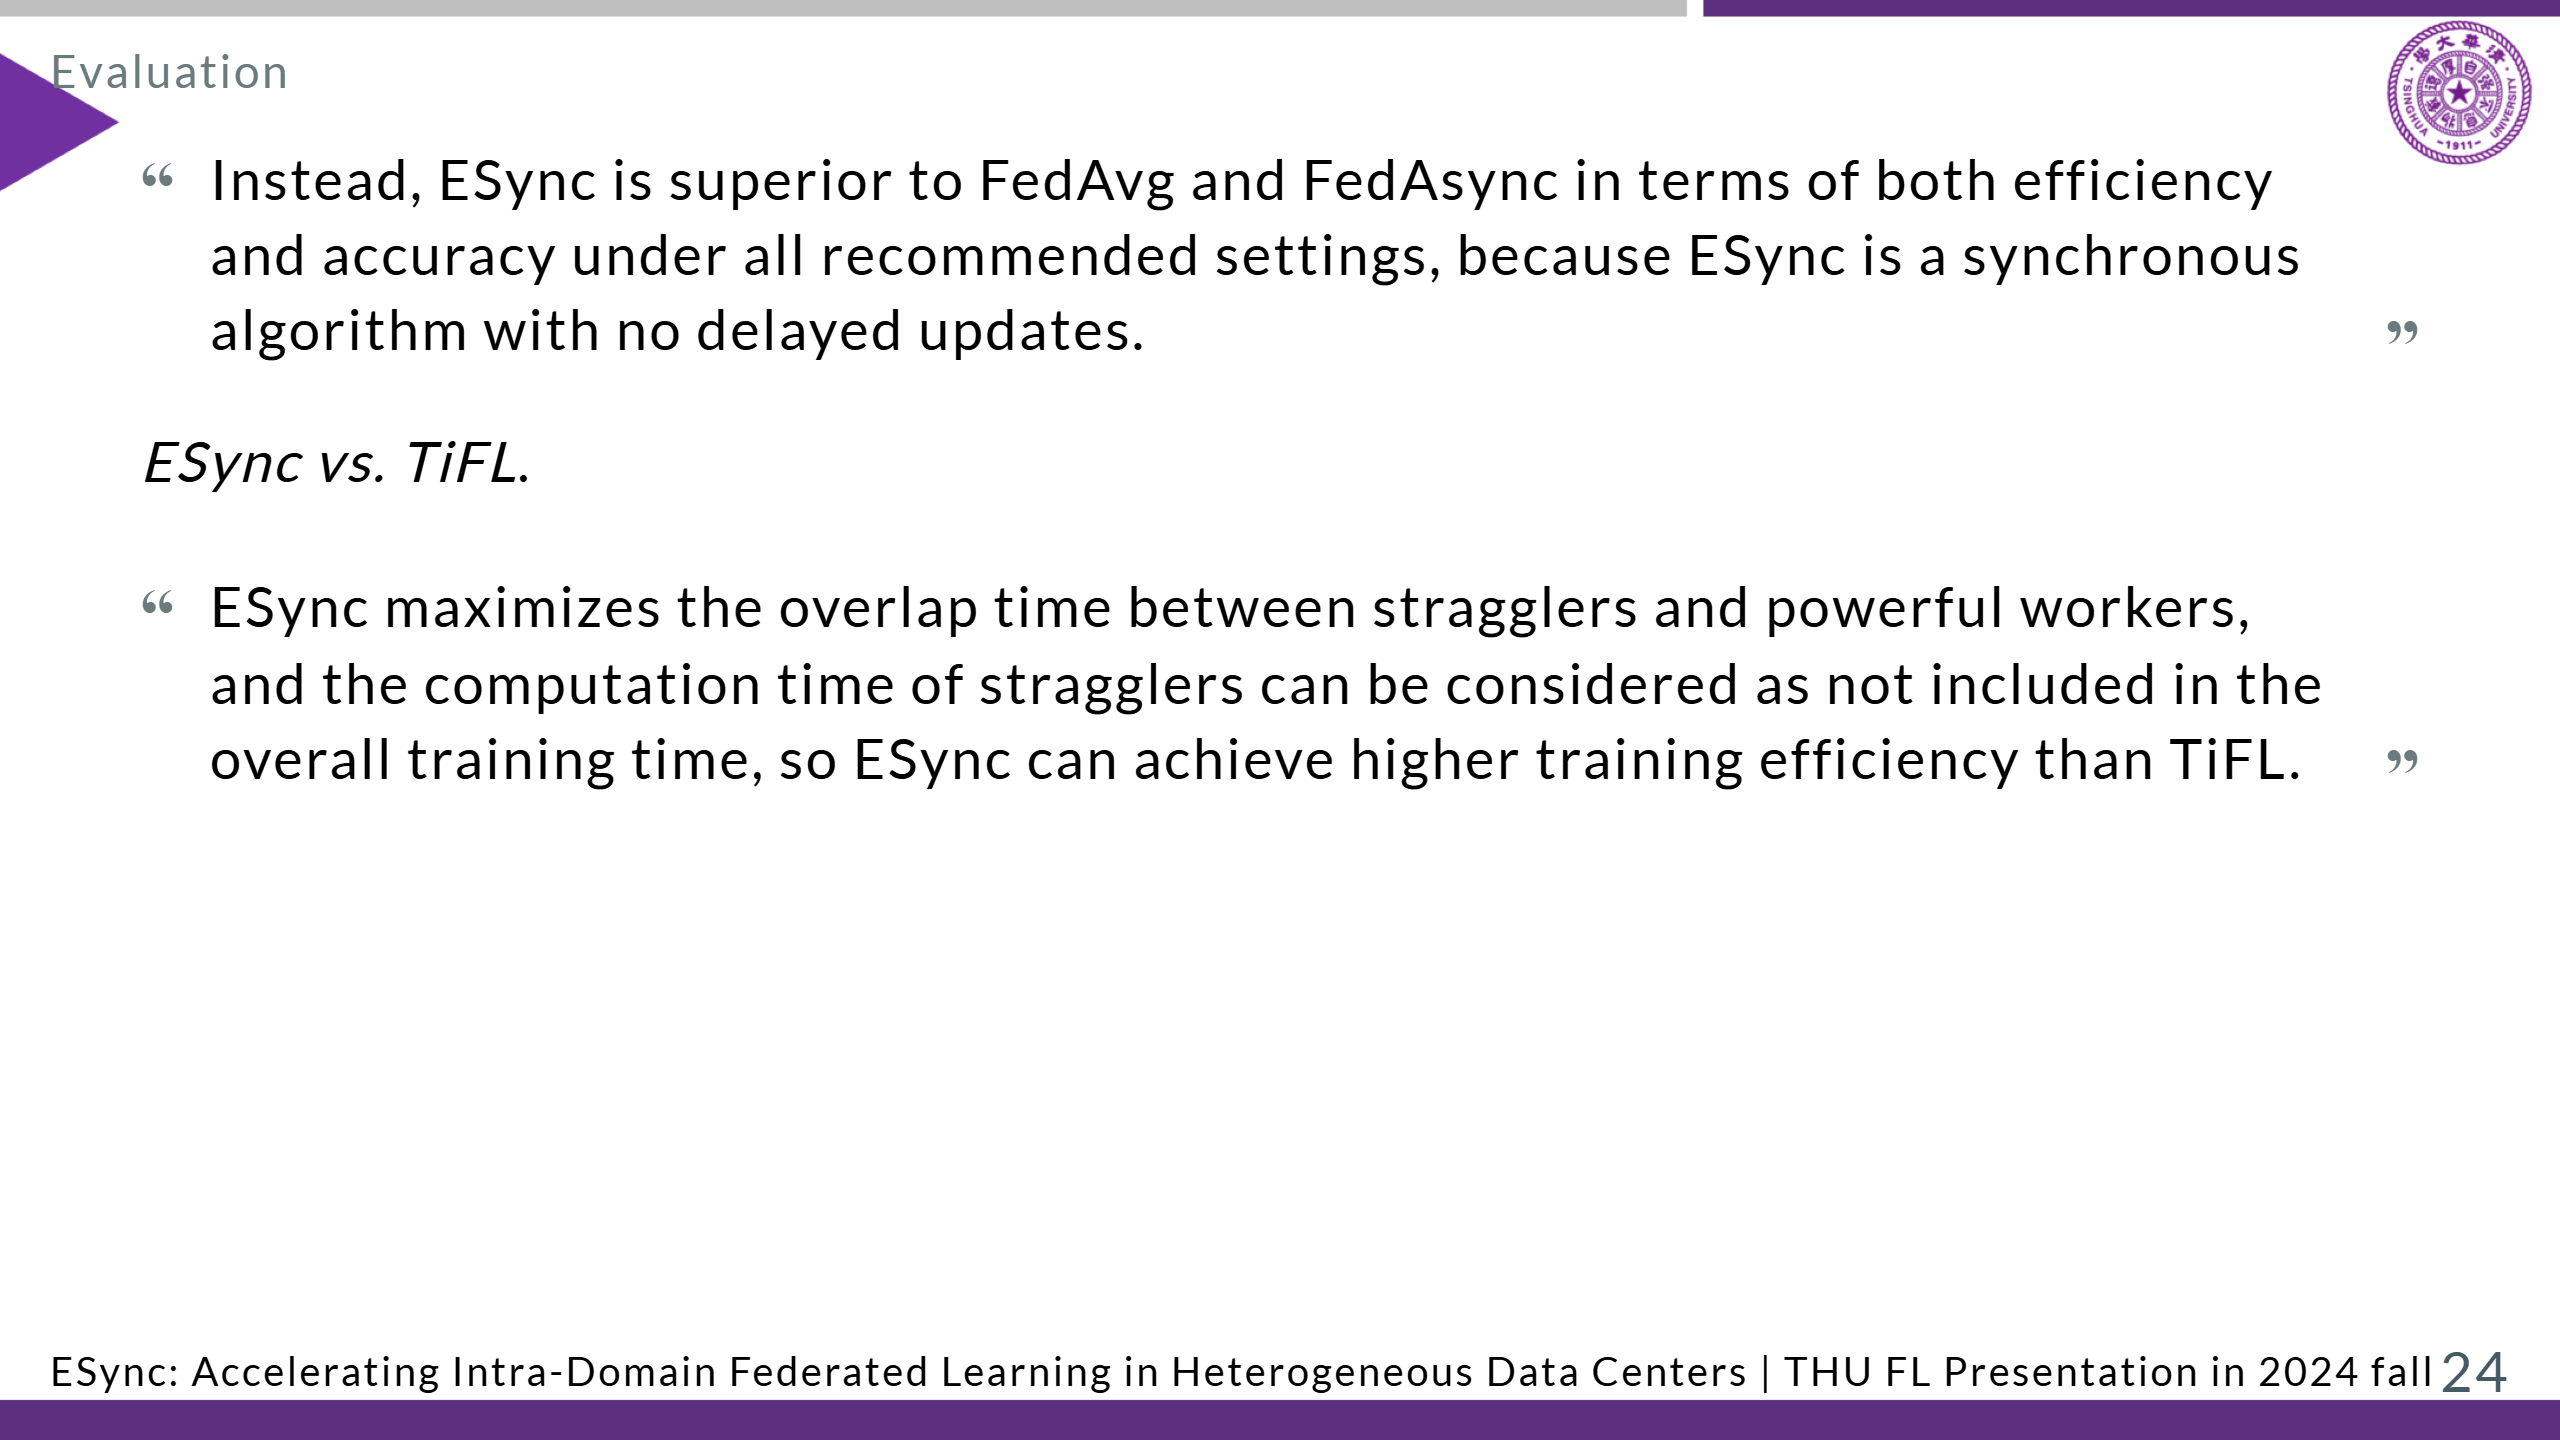 Evaluation
“ Instead, ESync is superior to FedAvg and FedAsync in terms of both efficiency
and accuracy under all recommended settings, because ESync is a synchronous
algorithm with no delayed updates. ”
ESync vs. TiFL.
“ ESync maximizes the overlap time between stragglers and powerful workers,
and the computation time of stragglers can be considered as not included in the
overall training time, so ESync can achieve higher training efficiency than TiFL. ”
ESync: Accelerating Intra-Domain Federated Learning in Heterogeneous Data Centers | THU FL Presentation in 2024 fall 24
TSINGHUA UNIVERSITY
-1911-